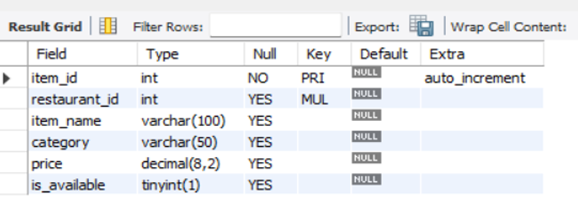 Result Grid Filter Rows: Export: Wrap Cell Content:
Field Type Null Key Default Extra
item_id int NO PRI NULL auto_increment
restaurant_id int YES MUL NULL
item_name varchar(100) YES NULL
category varchar(50) YES NULL
price decimal(8,2) YES NULL
is_available tinyint(1) YES NULL